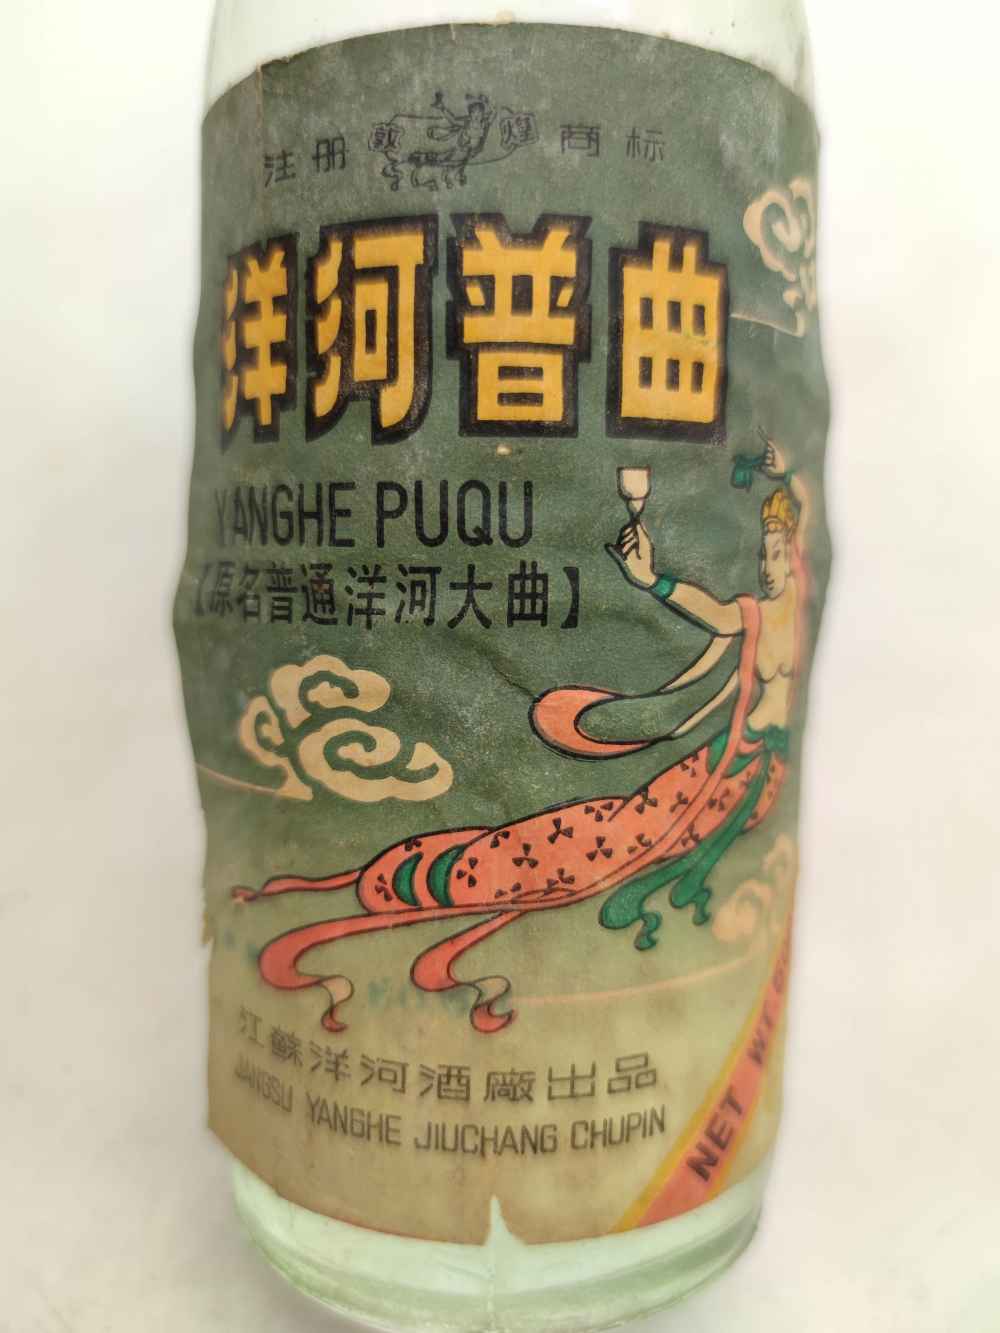 注册 敦煌 商标
洋河普曲
YANGHE PUQU
【原名普通洋河大曲】
江蘇洋河酒廠出品
JIANGSU YANGHE JIUCHANG CHUPIN
NET WT.